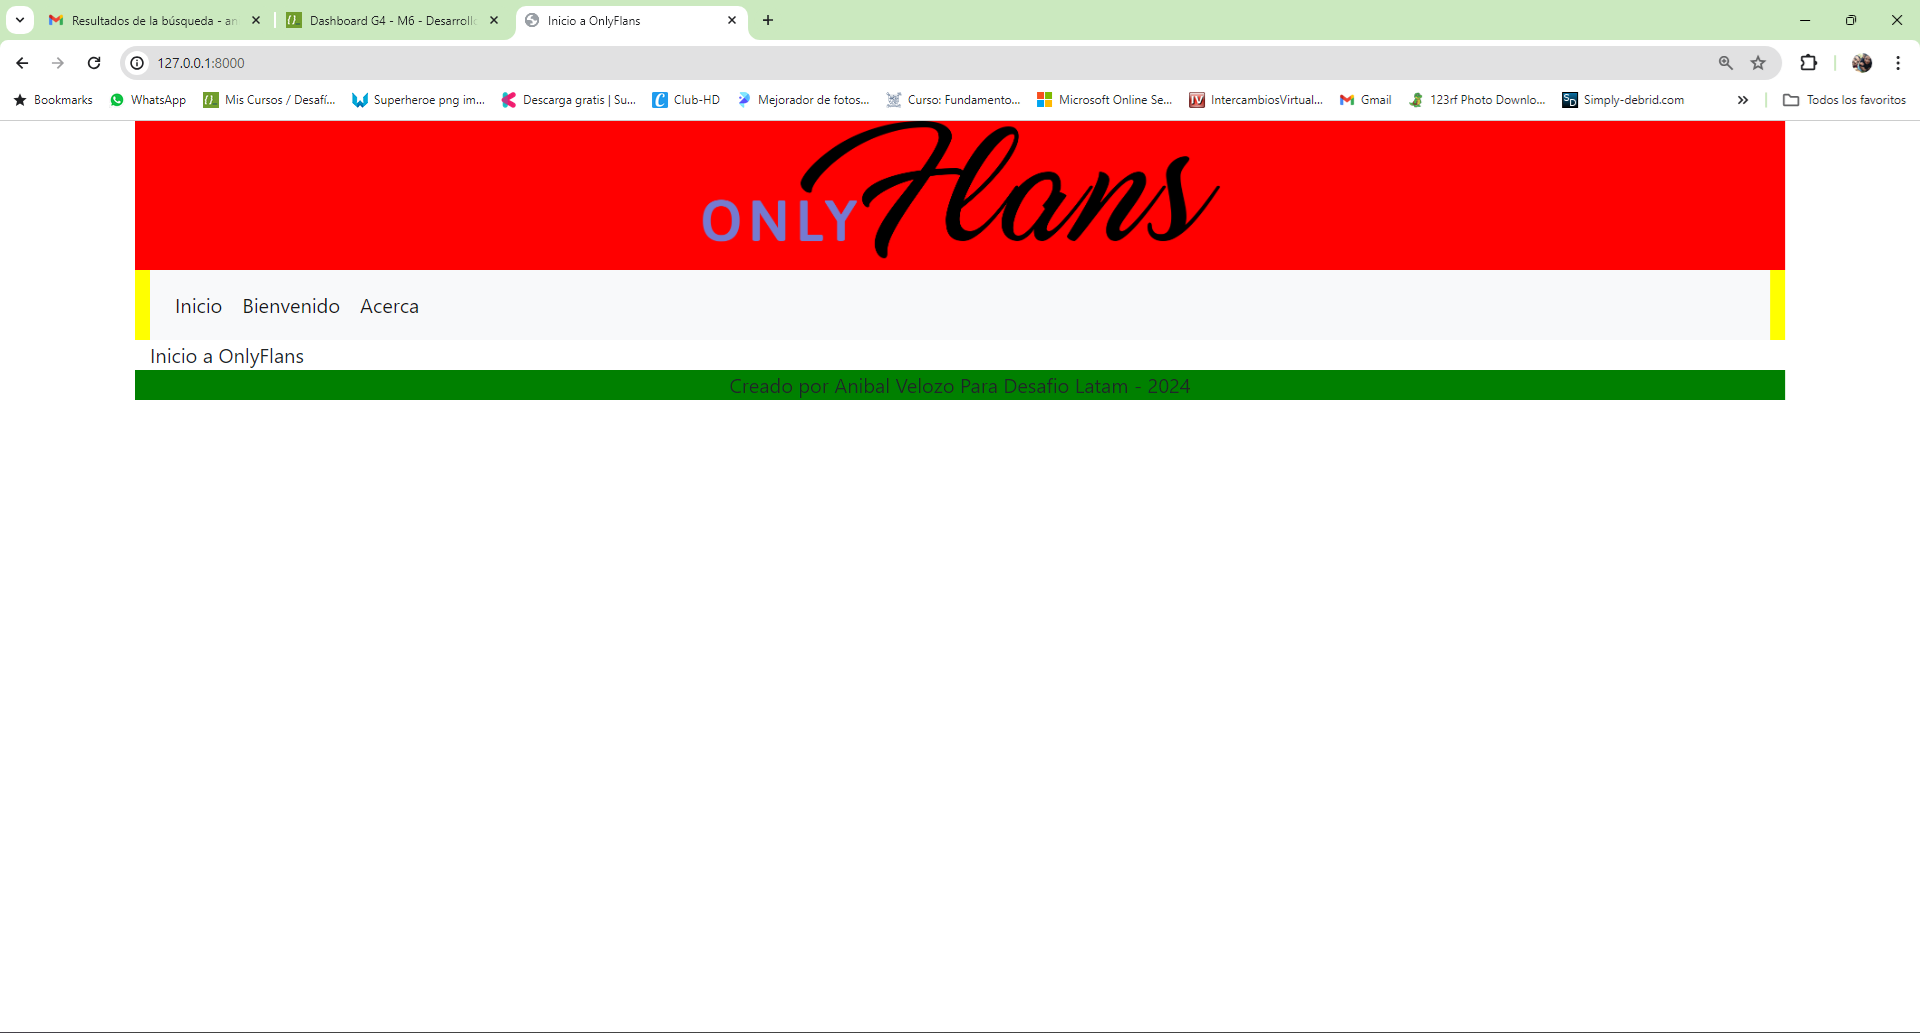 Resultados de la búsqueda - an
Dashboard G4 - M6 - Desarrollo
Inicio a OnlyFlans
127.0.0.1:8000
Bookmarks
WhatsApp
Mis Cursos / Desafí...
Superheroe png im...
Descarga gratis | Su...
Club-HD
Mejorador de fotos...
Curso: Fundamento...
Microsoft Online Se...
IntercambiosVirtual...
Gmail
123rf Photo Downlo...
Simply-debrid.com
Todos los favoritos
ONLY Flans
Inicio Bienvenido Acerca
Inicio a OnlyFlans
Creado por Anibal Velozo Para Desafio Latam - 2024